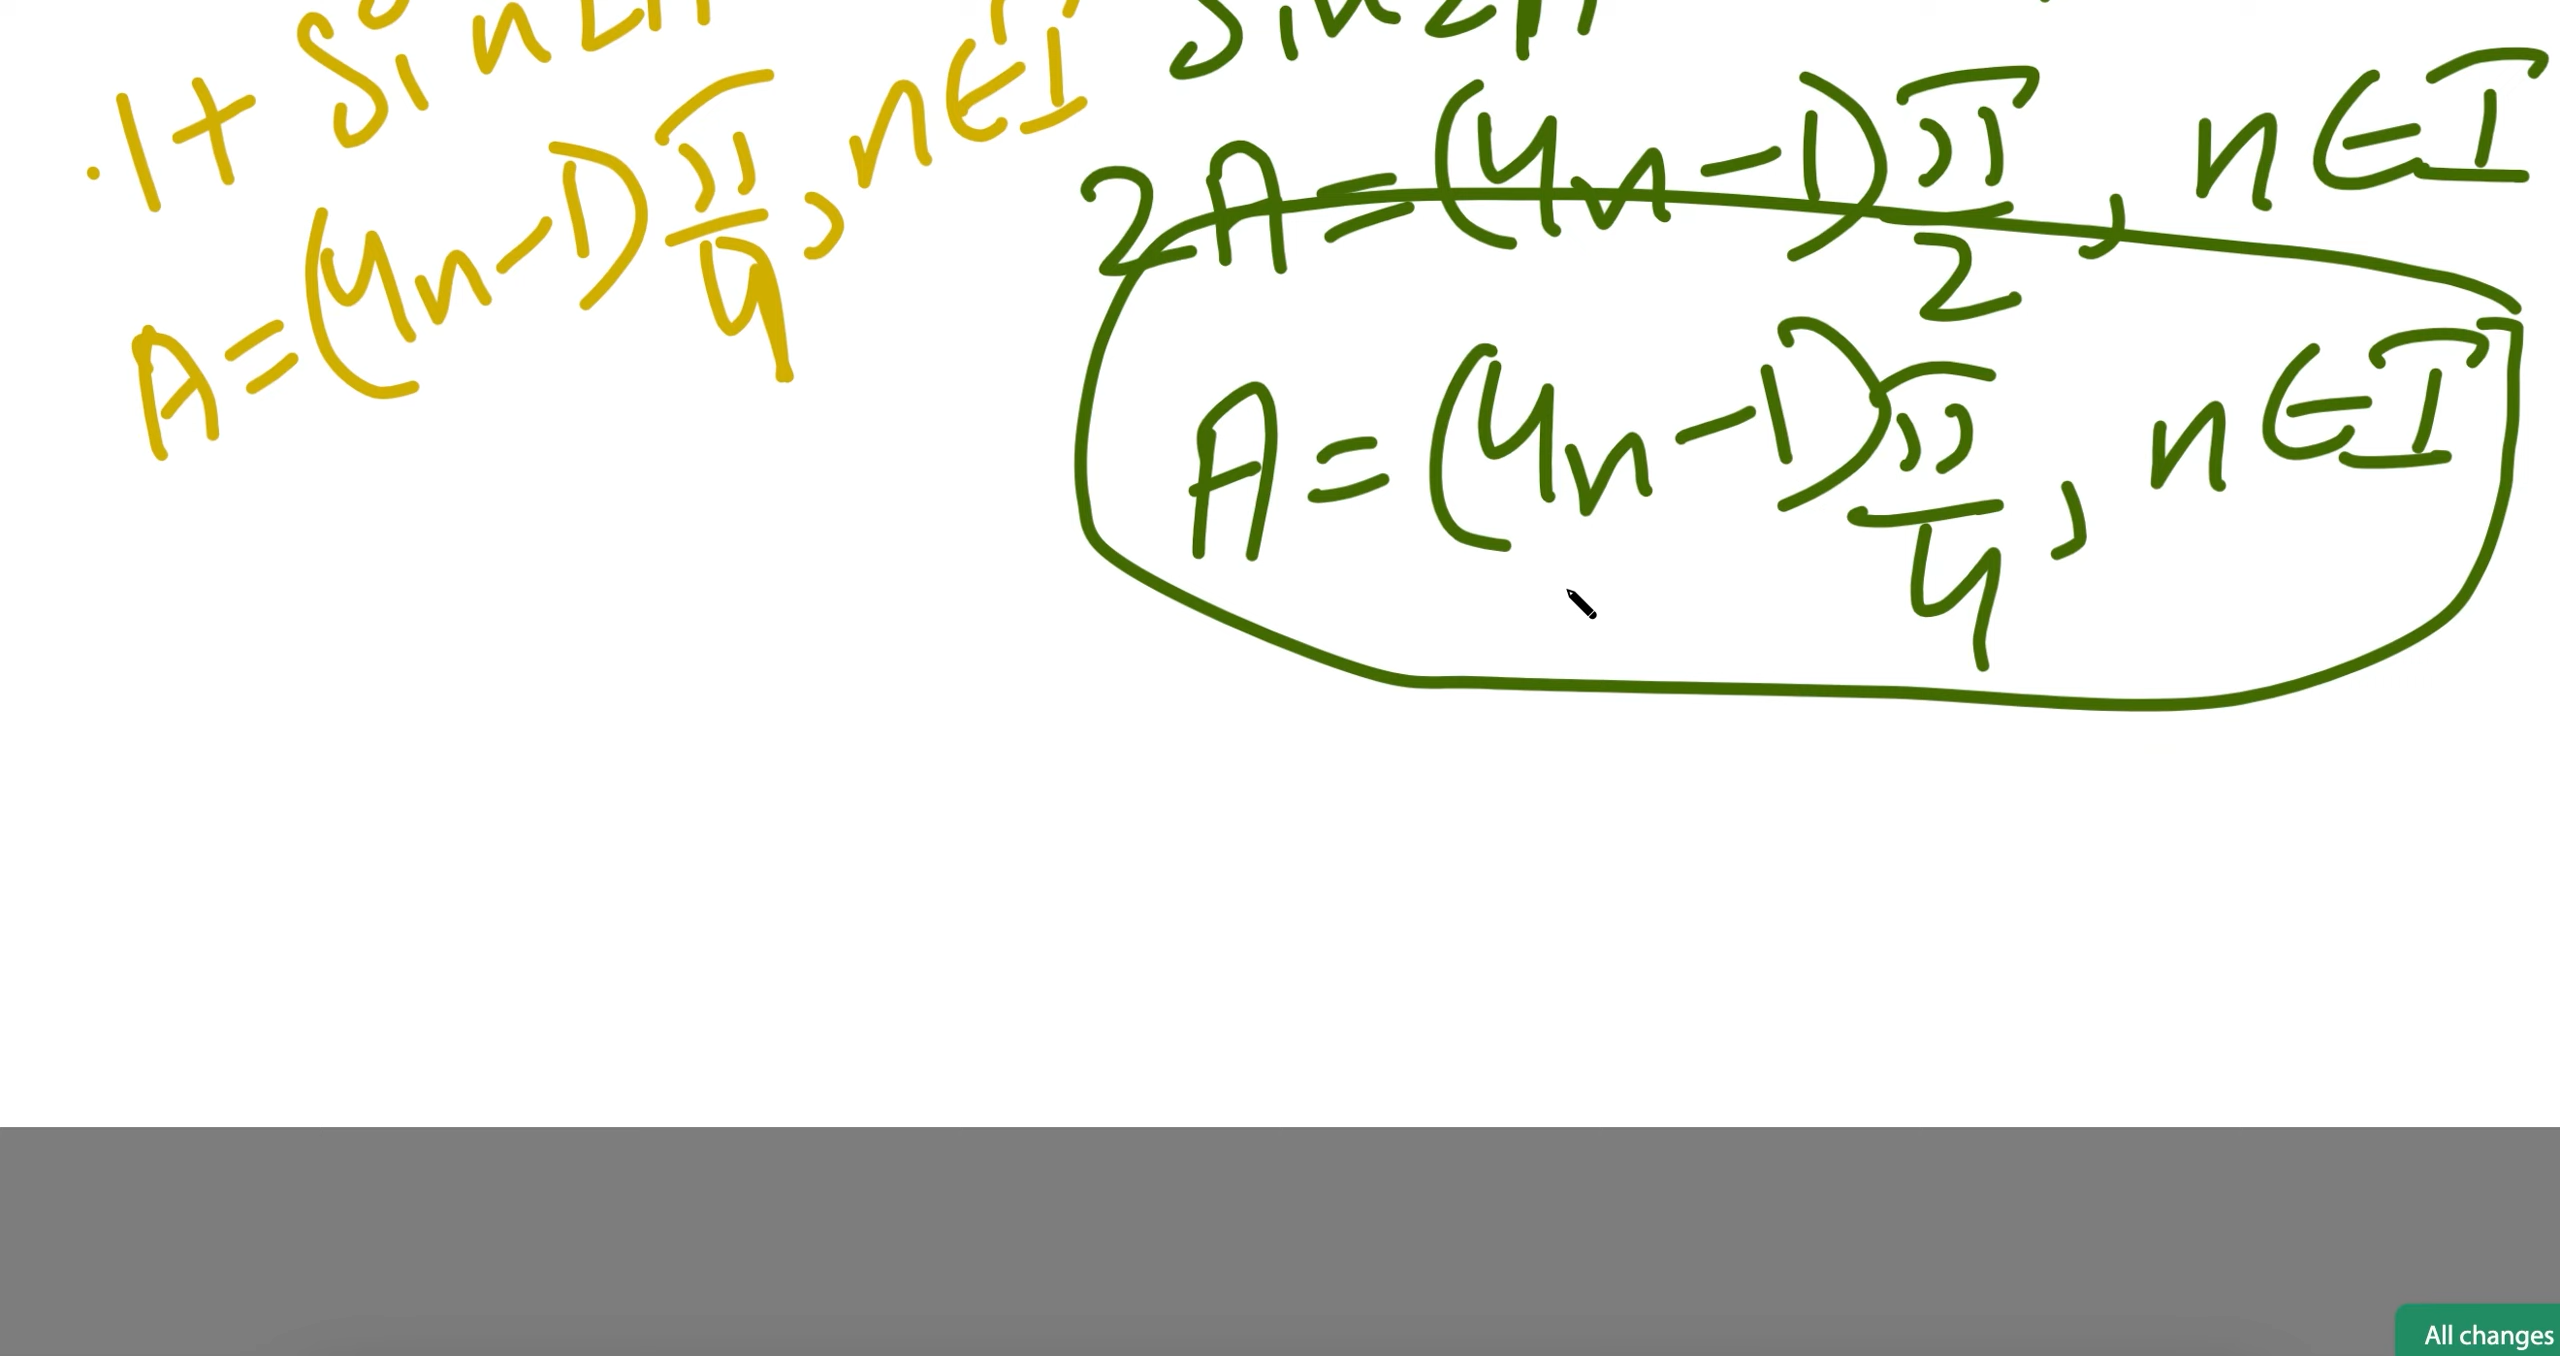 . 1 + sin 2A
A = (4n-1) π/4, n ∈ I
sin 2A
2A = (4n-1) π/2, n ∈ I
A = (4n-1) π/4, n ∈ I
All changes